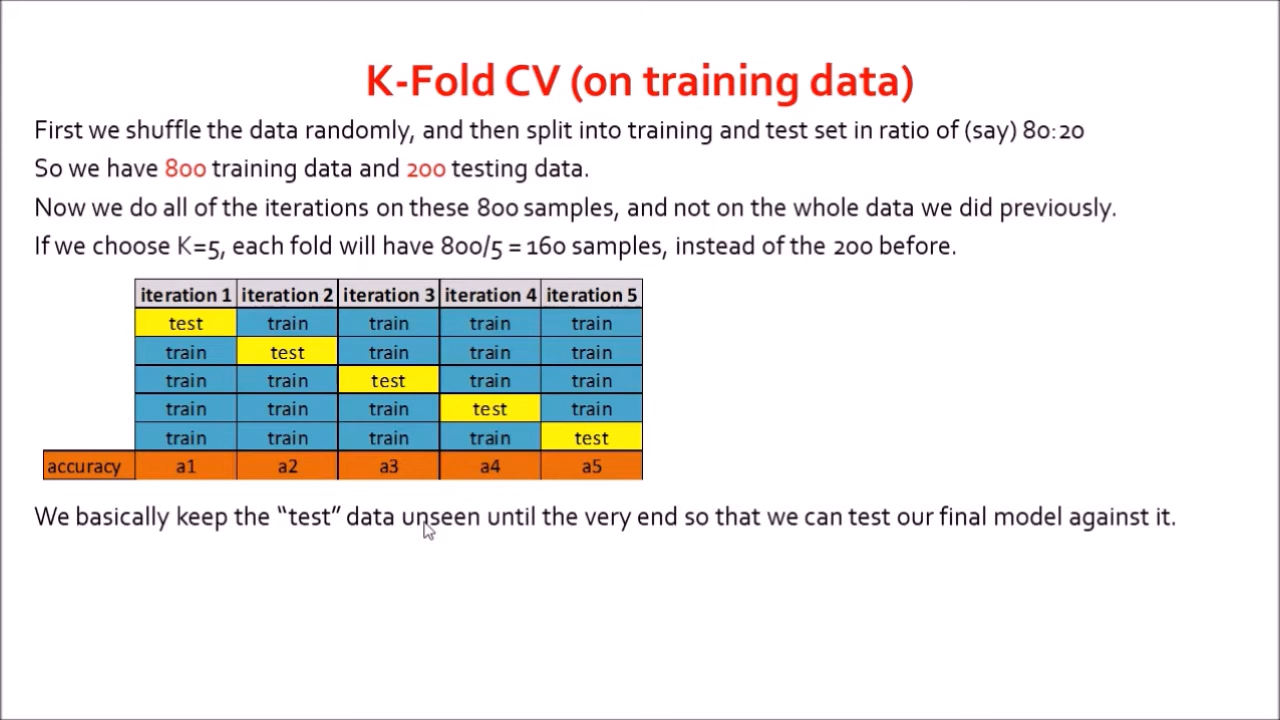 K-Fold CV (on training data)
First we shuffle the data randomly, and then split into training and test set in ratio of (say) 80:20
So we have 800 training data and 200 testing data.
Now we do all of the iterations on these 800 samples, and not on the whole data we did previously.
If we choose K=5, each fold will have 800/5 = 160 samples, instead of the 200 before.
iteration 1 iteration 2 iteration 3 iteration 4 iteration 5
test train train train train
train test train train train
train train test train train
train train train test train
train train train train test
accuracy a1 a2 a3 a4 a5
We basically keep the “test” data unseen until the very end so that we can test our final model against it.